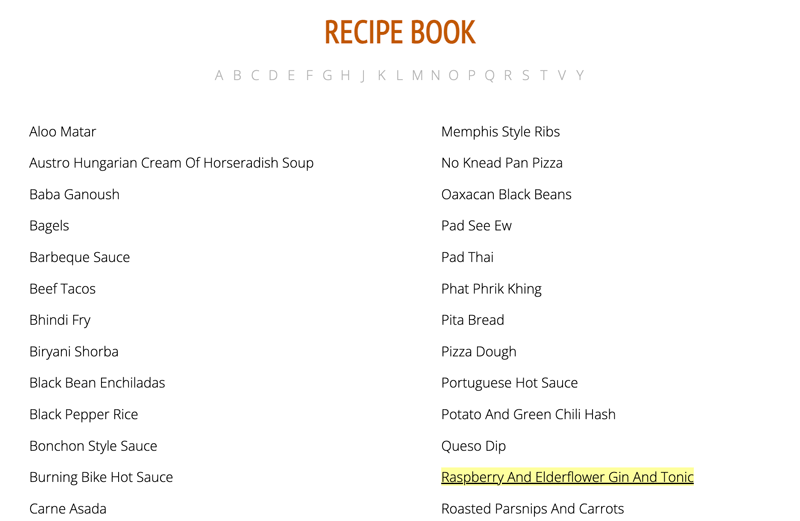 RECIPE BOOK
A B C D E F G H J K L M N O P Q R S T V Y
Aloo Matar
Austro Hungarian Cream Of Horseradish Soup
Baba Ganoush
Bagels
Barbeque Sauce
Beef Tacos
Bhindi Fry
Biryani Shorba
Black Bean Enchiladas
Black Pepper Rice
Bonchon Style Sauce
Burning Bike Hot Sauce
Carne Asada
Memphis Style Ribs
No Knead Pan Pizza
Oaxacan Black Beans
Pad See Ew
Pad Thai
Phat Phrik Khing
Pita Bread
Pizza Dough
Portuguese Hot Sauce
Potato And Green Chili Hash
Queso Dip
Raspberry And Elderflower Gin And Tonic
Roasted Parsnips And Carrots